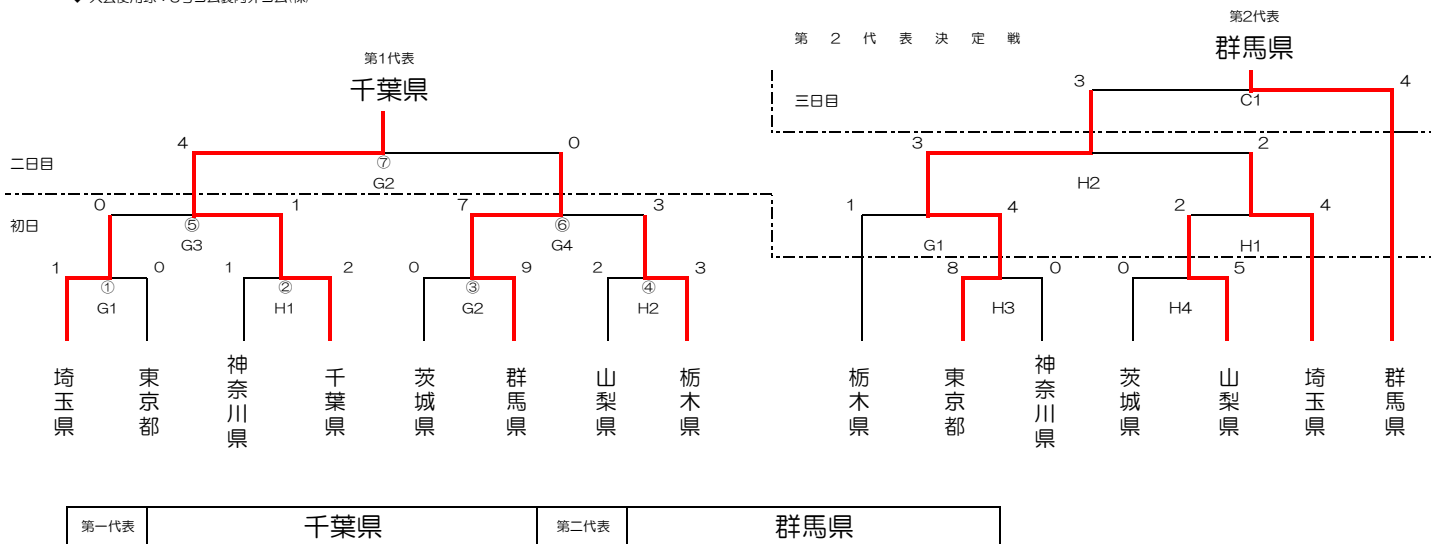 第2代表
第 2 代 表 決 定 戦
群馬県
第1代表
千葉県
3
4
三日目
C1
4
0
3
2
二日目
⑦
G2
H2
0
1
7
3
1
4
2
4
初日
⑤
⑥
G3
G4
G1
H1
1
0
1
2
0
9
2
3
8
0
0
5
①
②
③
④
G1
H1
G2
H2
H3
H4
埼玉県
東京都
神奈川県
千葉県
茨城県
群馬県
山梨県
栃木県
栃木県
東京都
神奈川県
茨城県
山梨県
埼玉県
群馬県
第一代表 千葉県 第二代表 群馬県